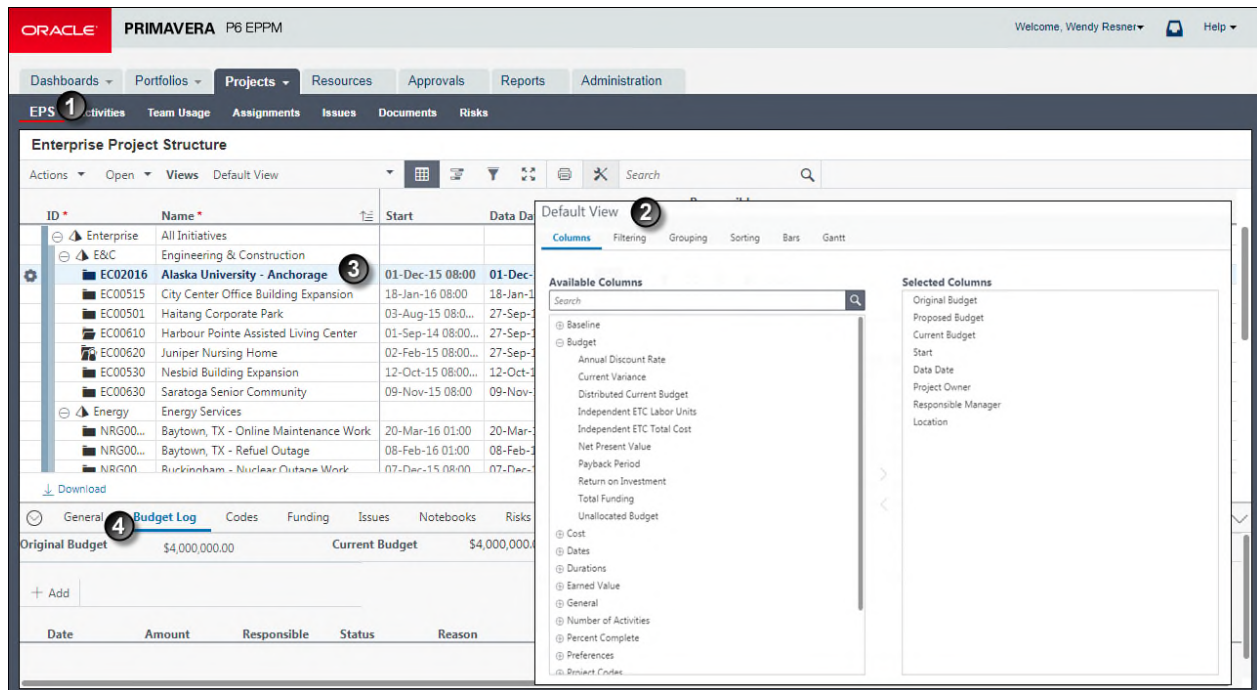 ORACLE PRIMAVERA P6 EPPM Welcome, Wendy Resner Help
Dashboards Portfolios Projects Resources Approvals Reports Administration
EPS 1 ctivities Team Usage Assignments Issues Documents Risks
Enterprise Project Structure
Actions Open Views Default View Search
ID * Name * Start Data Da
Enterprise All Initiatives
E&C Engineering & Construction
EC02016 Alaska University - Anchorage 3 01-Dec-15 08:00 01-Dec-
EC00515 City Center Office Building Expansion 18-Jan-16 08:00 18-Jan-1
EC00501 Haitang Corporate Park 03-Aug-15 08:0... 27-Sep-1
EC00610 Harbour Pointe Assisted Living Center 01-Sep-14 08:00... 27-Sep-1
EC00620 Juniper Nursing Home 02-Feb-15 08:00... 27-Sep-1
EC00530 Nesbid Building Expansion 12-Oct-15 08:00... 12-Oct-1
EC00630 Saratoga Senior Community 09-Nov-15 08:00 09-Nov-
Energy Energy Services
NRG00... Baytown, TX - Online Maintenance Work 20-Mar-16 01:00 20-Mar-1
NRG00... Baytown, TX - Refuel Outage 08-Feb-16 01:00 08-Feb-1
NRG00 Buckingham - Nuclear Outage Work 07-Dec-15 08:00 07-Dec-1
Download
General 4 Budget Log Codes Funding Issues Notebooks Risks
Original Budget $4,000,000.00 Current Budget $4,000,000.0
+ Add
Date Amount Responsible Status Reason
Default View 2
Columns Filtering Grouping Sorting Bars Gantt
Available Columns
Search
Baseline
Budget
Annual Discount Rate
Current Variance
Distributed Current Budget
Independent ETC Labor Units
Independent ETC Total Cost
Net Present Value
Payback Period
Return on Investment
Total Funding
Unallocated Budget
Cost
Dates
Durations
Earned Value
General
Number of Activities
Percent Complete
Preferences
Project Codes
Selected Columns
Original Budget
Proposed Budget
Current Budget
Start
Data Date
Project Owner
Responsible Manager
Location